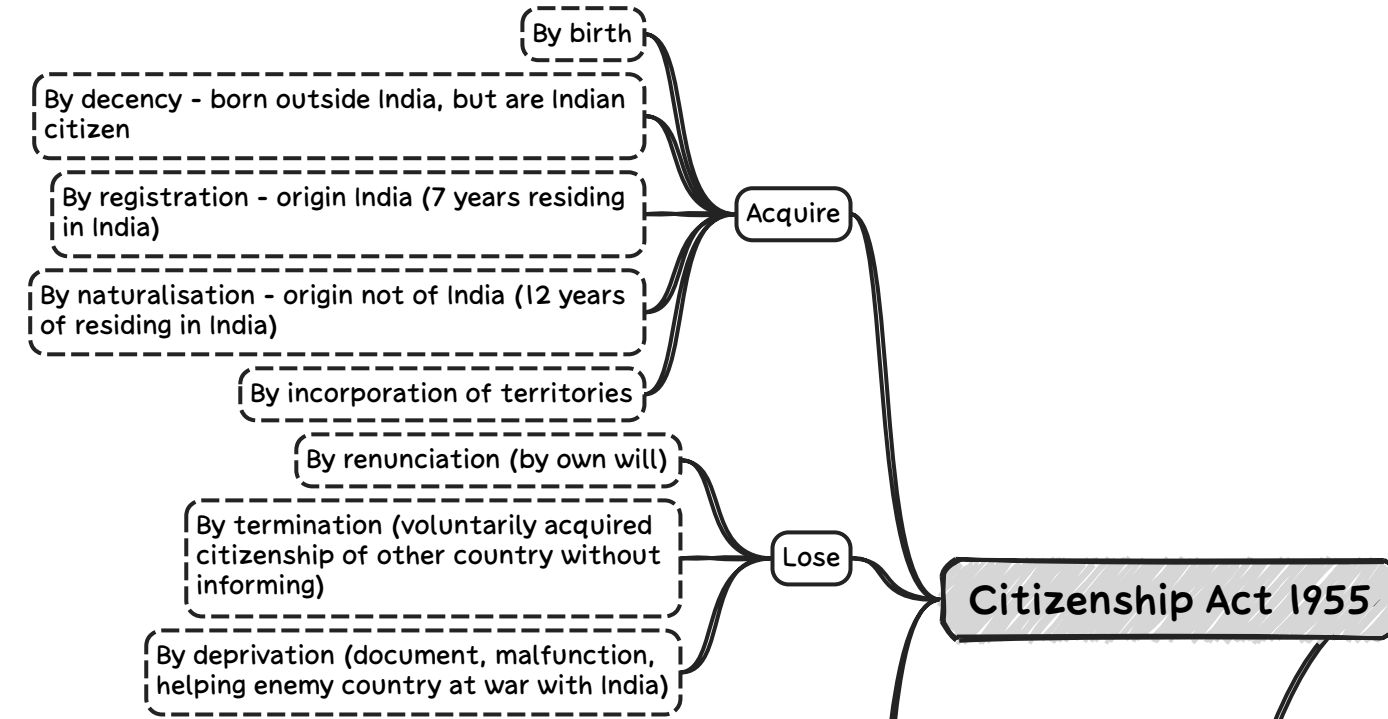 By birth
By decency - born outside India, but are Indian
citizen
By registration - origin India (7 years residing
in India)
Acquire
By naturalisation - origin not of India (12 years
of residing in India)
By incorporation of territories
By renunciation (by own will)
By termination (voluntarily acquired
citizenship of other country without
informing)
Lose
By deprivation (document, malfunction,
helping enemy country at war with India)
Citizenship Act 1955